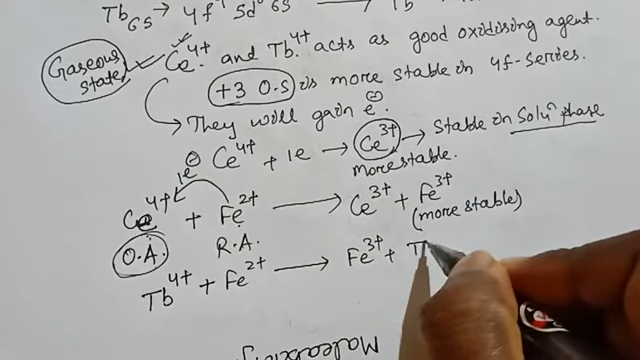 Tb 6s → 4f 5d⁰ 6s → Tb
Gaseous state Ce⁴⁺ and Tb⁴⁺ acts as good oxidising agent.
+3 O.S is more stable in 4f-series.
→ They will gain e⊖
Ce⁴⁺ + 1e → Ce³⁺ → Stable in Solⁿ phase
more stable.
1e⊖
Ce⁴⁺ + Fe²⁺ → Ce³⁺ + Fe³⁺
(more stable)
O.A. R.A.
Tb⁴⁺ + Fe²⁺ → Fe³⁺ + T
Maleability